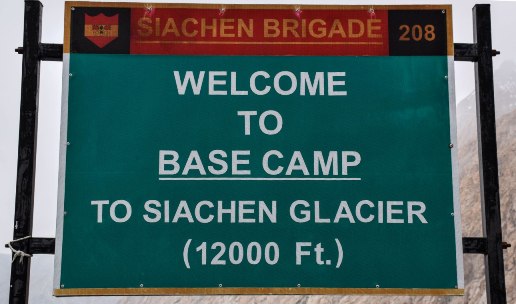 SIACHEN BRIGADE 208
WELCOME
TO
BASE CAMP
TO SIACHEN GLACIER
(12000 Ft.)